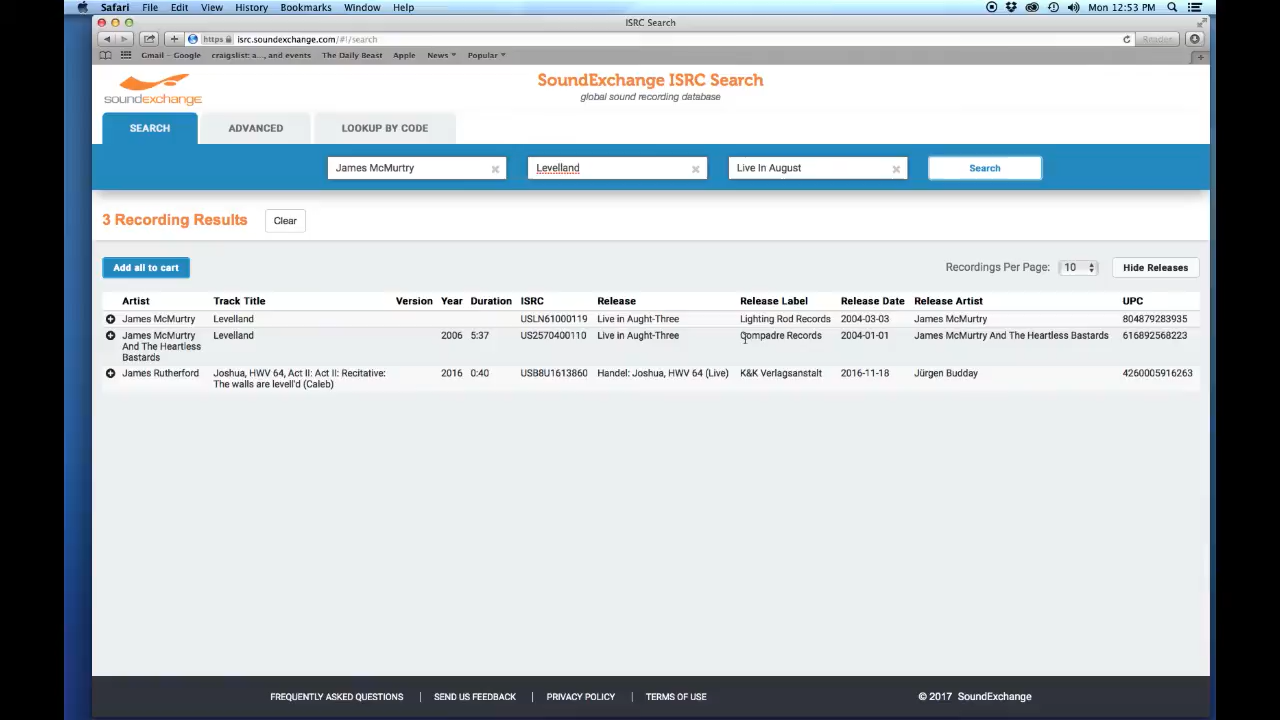 Safari File Edit View History Bookmarks Window Help Mon 12:53 PM
ISRC Search
https isrc.soundexchange.com/#!/search Reader
Gmail – Google craigslist: a..., and events The Daily Beast Apple News Popular
soundexchange
SoundExchange ISRC Search
global sound recording database
SEARCH ADVANCED LOOKUP BY CODE
James McMurtry Levelland Live In August Search
3 Recording Results Clear
Add all to cart Recordings Per Page: 10 Hide Releases
Artist Track Title Version Year Duration ISRC Release Release Label Release Date Release Artist UPC
James McMurtry Levelland USLN61000119 Live in Aught-Three Lighting Rod Records 2004-03-03 James McMurtry 804879283935
James McMurtry Levelland 2006 5:37 US2570400110 Live in Aught-Three Compadre Records 2004-01-01 James McMurtry And The Heartless Bastards 616892568223
And The Heartless
Bastards
James Rutherford Joshua, HWV 64, Act II: Act II: Recitative: 2016 0:40 USB8U1613860 Handel: Joshua, HWV 64 (Live) K&K Verlagsanstalt 2016-11-18 Jürgen Budday 4260005916263
The walls are levell'd (Caleb)
FREQUENTLY ASKED QUESTIONS | SEND US FEEDBACK | PRIVACY POLICY | TERMS OF USE © 2017 SoundExchange